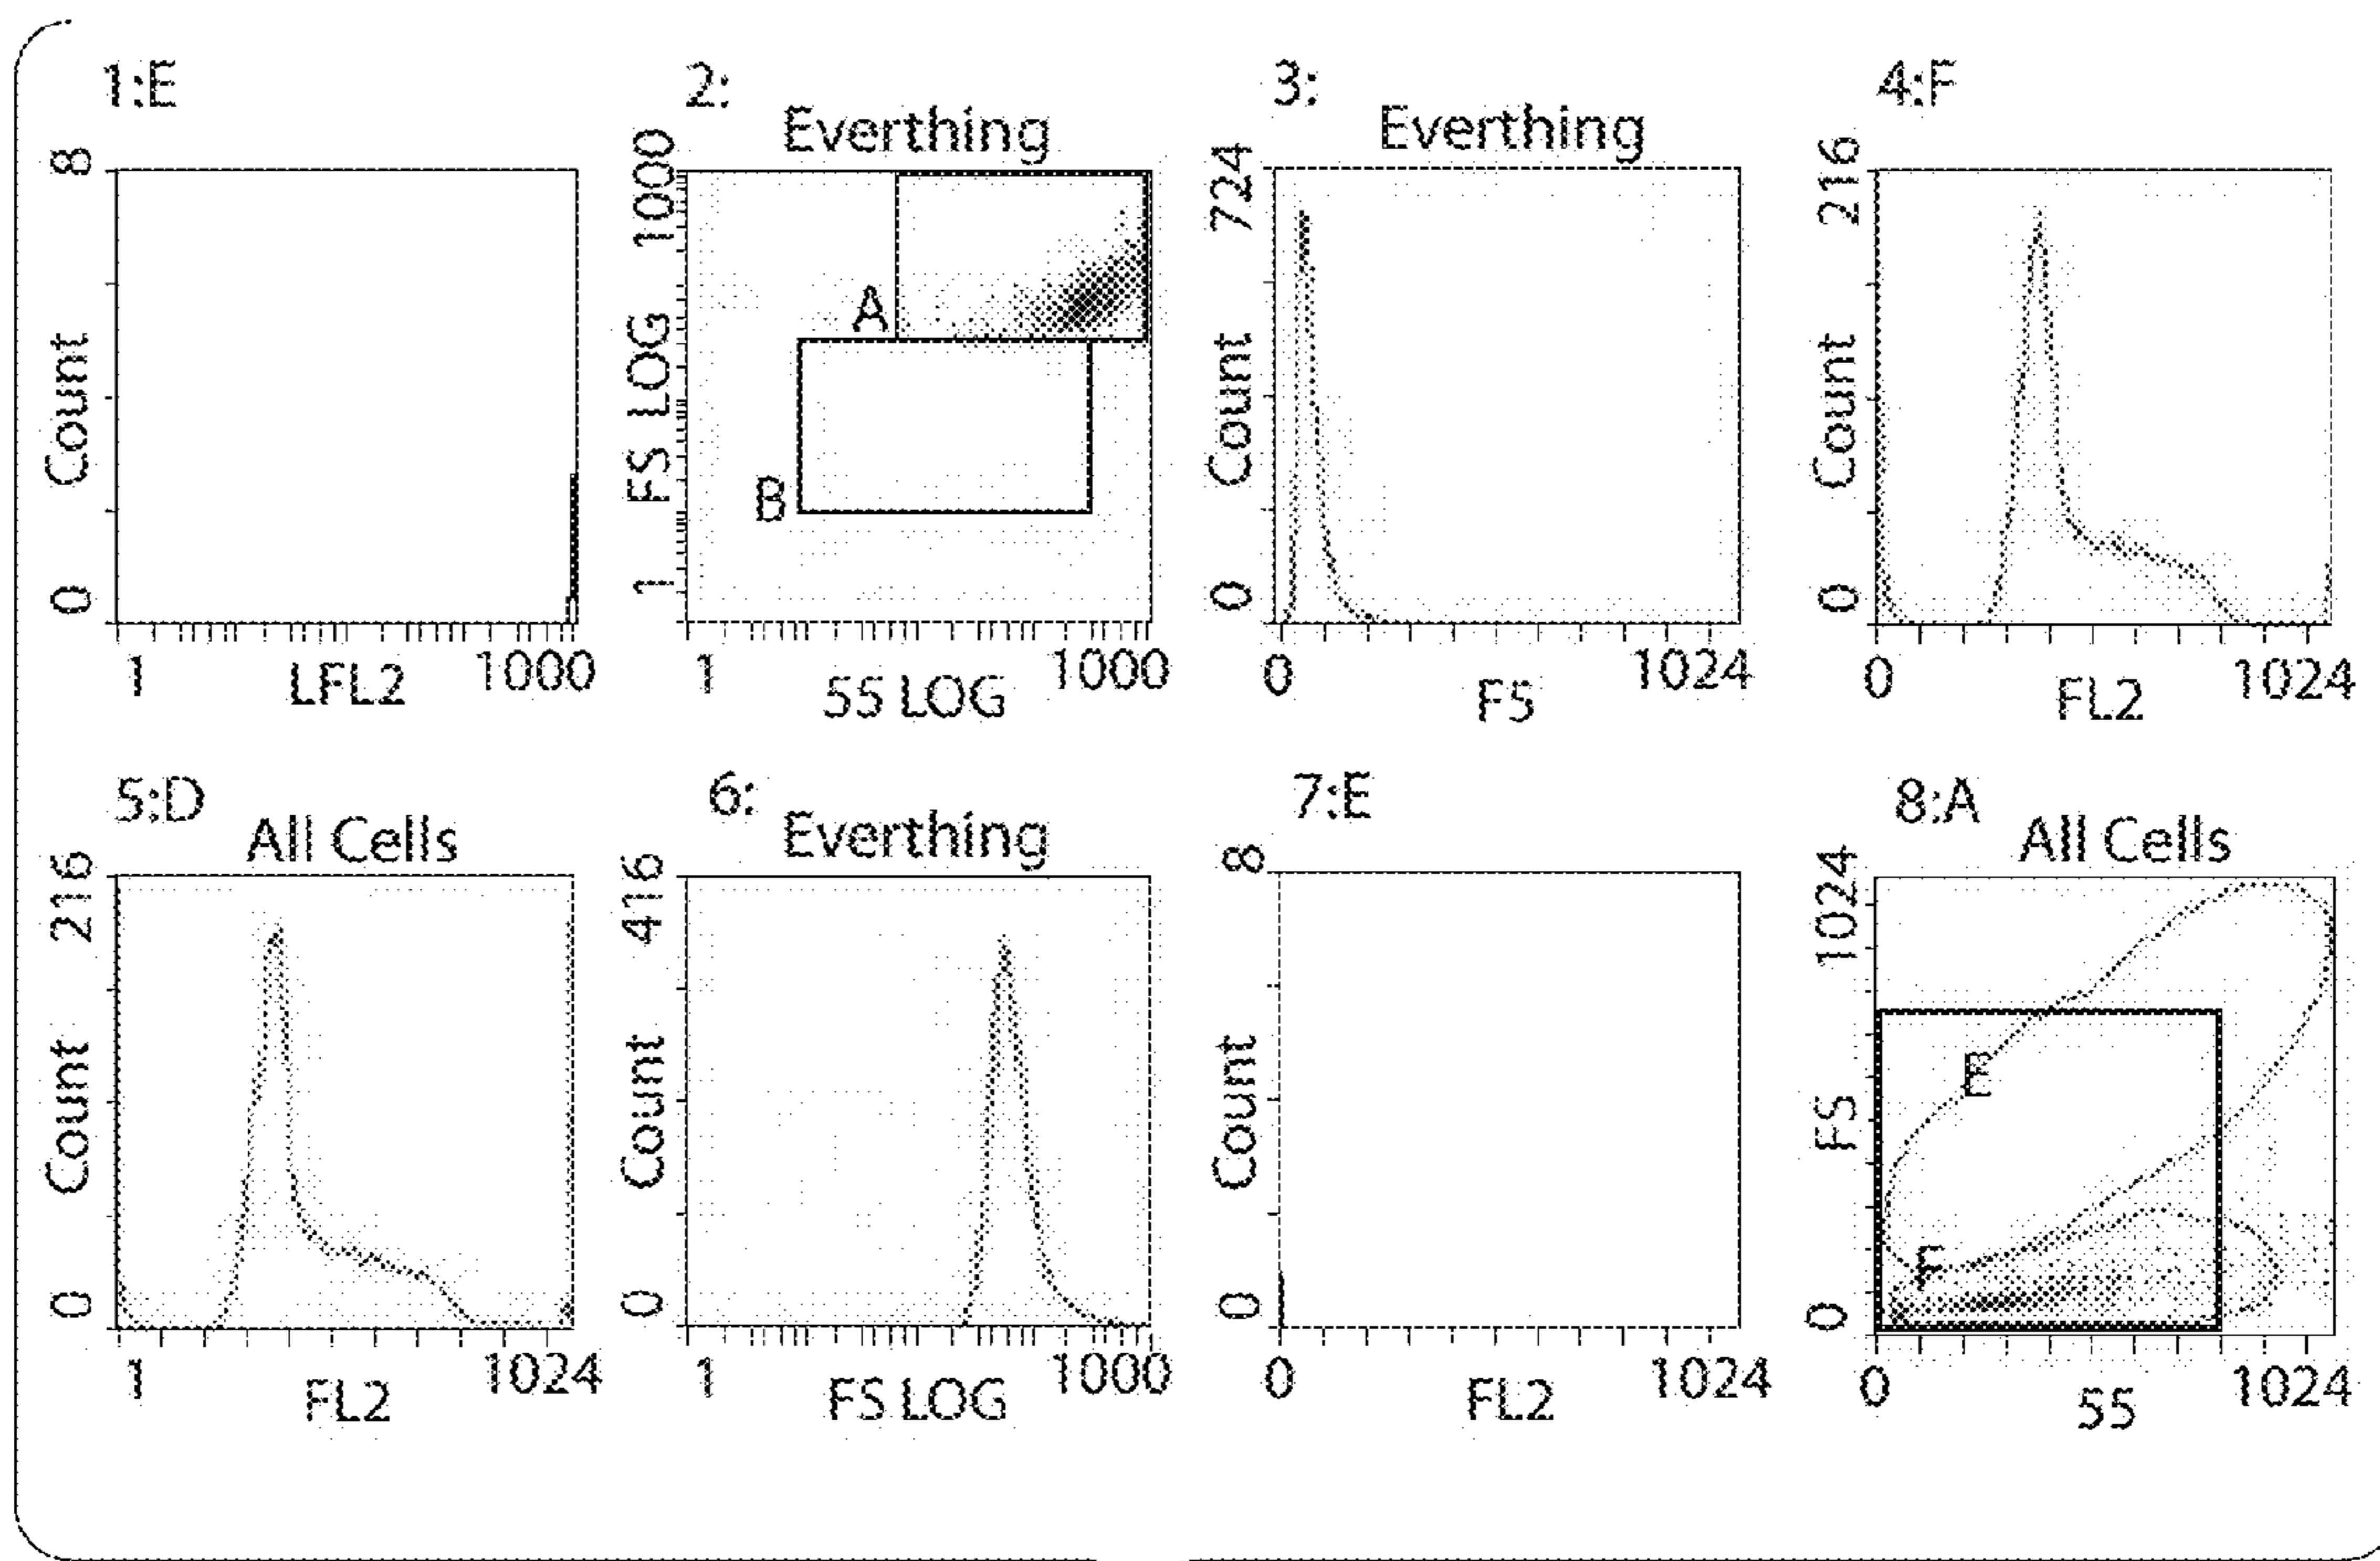 1:E
8
Count
0
1
LFL2
1000
2:
Everthing
1000
FS LOG
1
A
B
1
55 LOG
1000
3:
Everthing
724
Count
0
0
F5
1024
4:F
216
Count
0
0
FL2
1024
5:D
All Cells
216
Count
0
1
FL2
1024
6:
Everthing
416
Count
0
1
FS LOG
1000
7:E
8
Count
0
0
FL2
1024
8:A
All Cells
1024
FS
0
E
F
0
55
1024